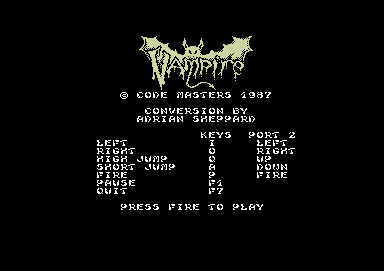 Vampire
© CODE MASTERS 1987
CONVERSION BY
ADRIAN SHEPPARD
KEYS PORT 2
LEFT I LEFT
RIGHT O RIGHT
HIGH JUMP Q UP
SHORT JUMP A DOWN
FIRE P FIRE
PAUSE F1
QUIT F7
PRESS FIRE TO PLAY